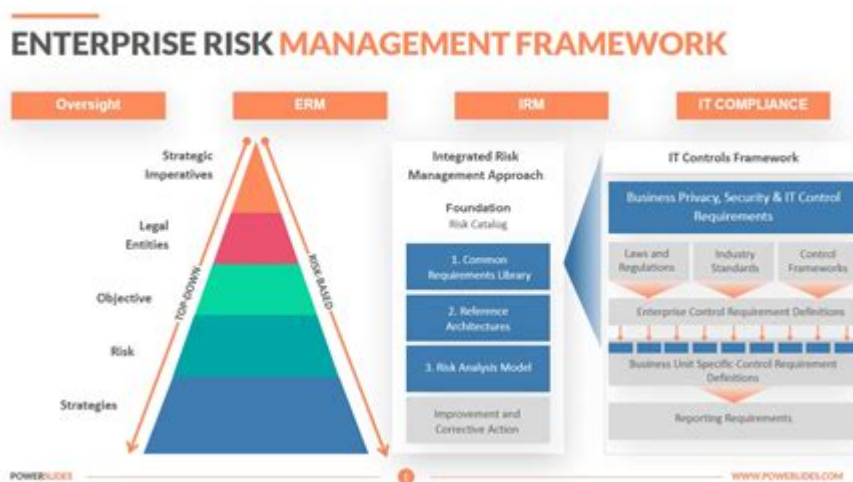 ENTERPRISE RISK MANAGEMENT FRAMEWORK
Oversight
ERM
IRM
IT COMPLIANCE
Strategic
Imperatives
Legal
Entities
Objective
Risk
Strategies
TOP-DOWN
RISK-BASED
Integrated Risk
Management Approach
Foundation
Risk Catalog
1. Common
Requirements Library
2. Reference
Architectures
3. Risk Analysis Model
Improvement and
Corrective Action
IT Controls Framework
Business Privacy, Security & IT Control
Requirements
Laws and
Regulations
Industry
Standards
Control
Frameworks
Enterprise Control Requirement Definitions
Business Unit Specific Control Requirement
Definitions
Reporting Requirements
POWERSLIDES
WWW.POWERSLIDES.COM